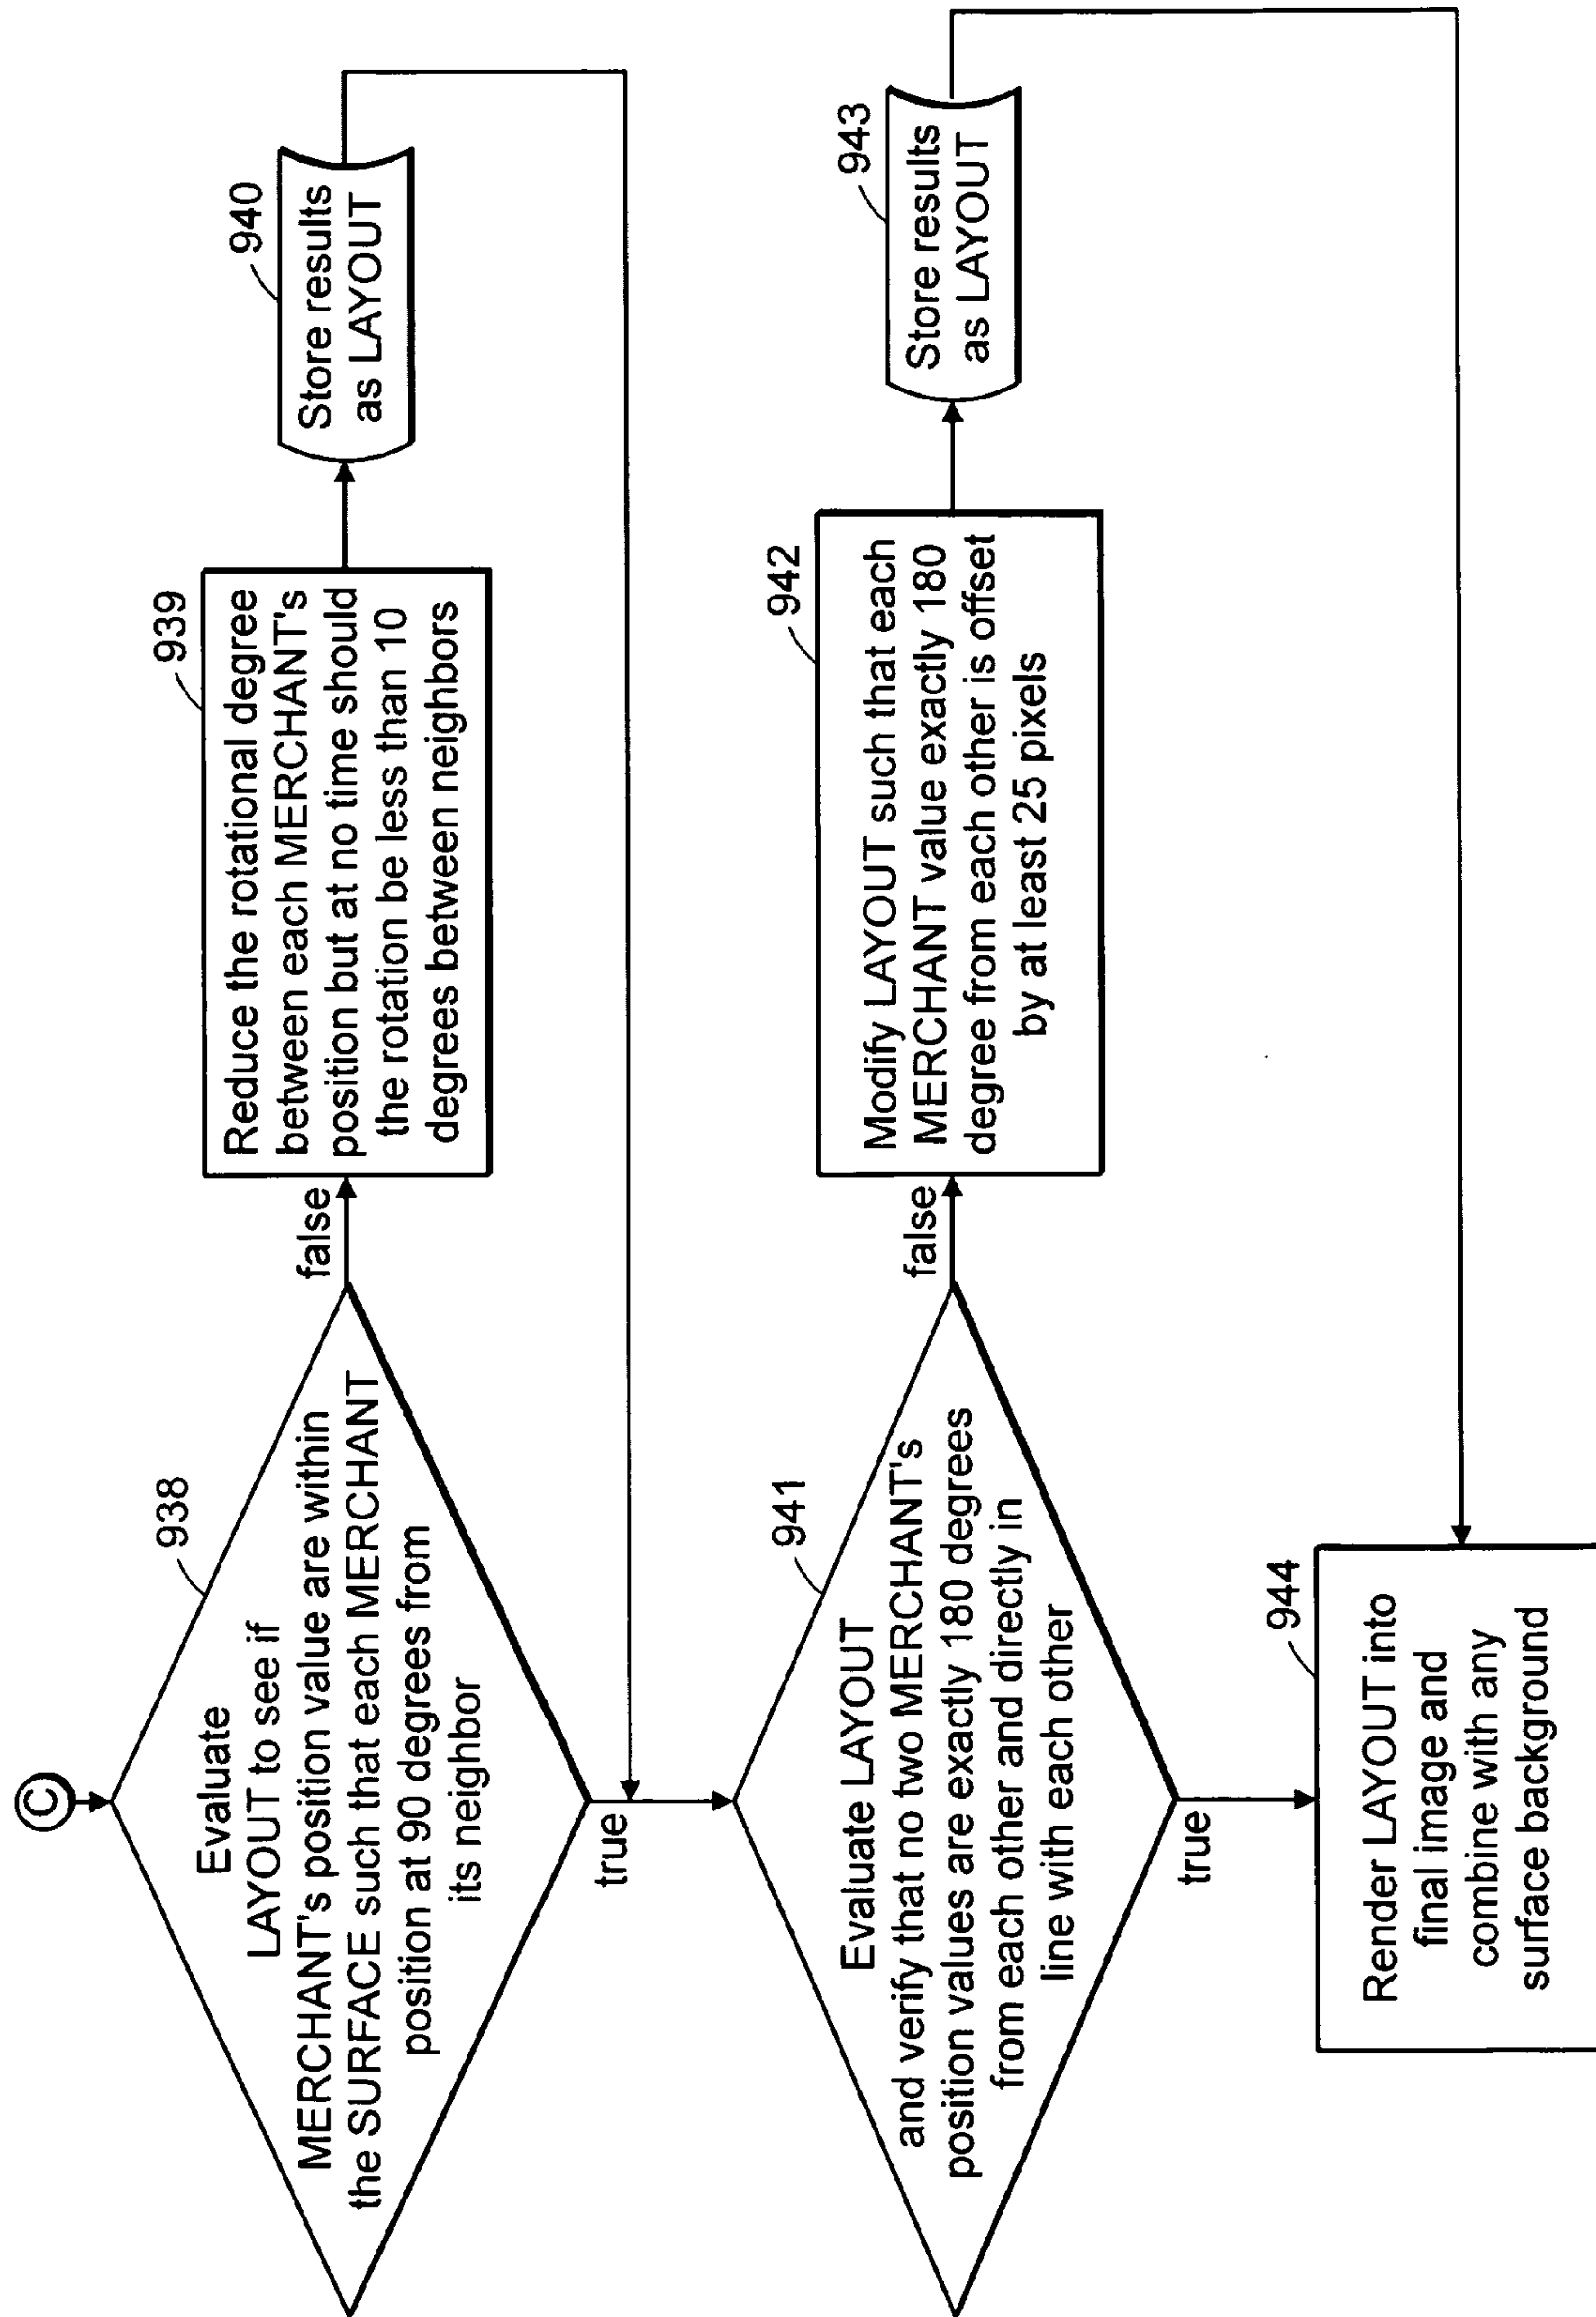 C
938
Evaluate
LAYOUT to see if
MERCHANT's position value are within
the SURFACE such that each MERCHANT
position at 90 degrees from
its neighbor
false
939
Reduce the rotational degree
between each MERCHANT's
position but at no time should
the rotation be less than 10
degrees between neighbors
940
Store results
as LAYOUT
true
941
Evaluate LAYOUT
and verify that no two MERCHANT's
position values are exactly 180 degrees
from each other and directly in
line with each other
false
942
Modify LAYOUT such that each
MERCHANT value exactly 180
degree from each other is offset
by at least 25 pixels
943
Store results
as LAYOUT
true
944
Render LAYOUT into
final image and
combine with any
surface background